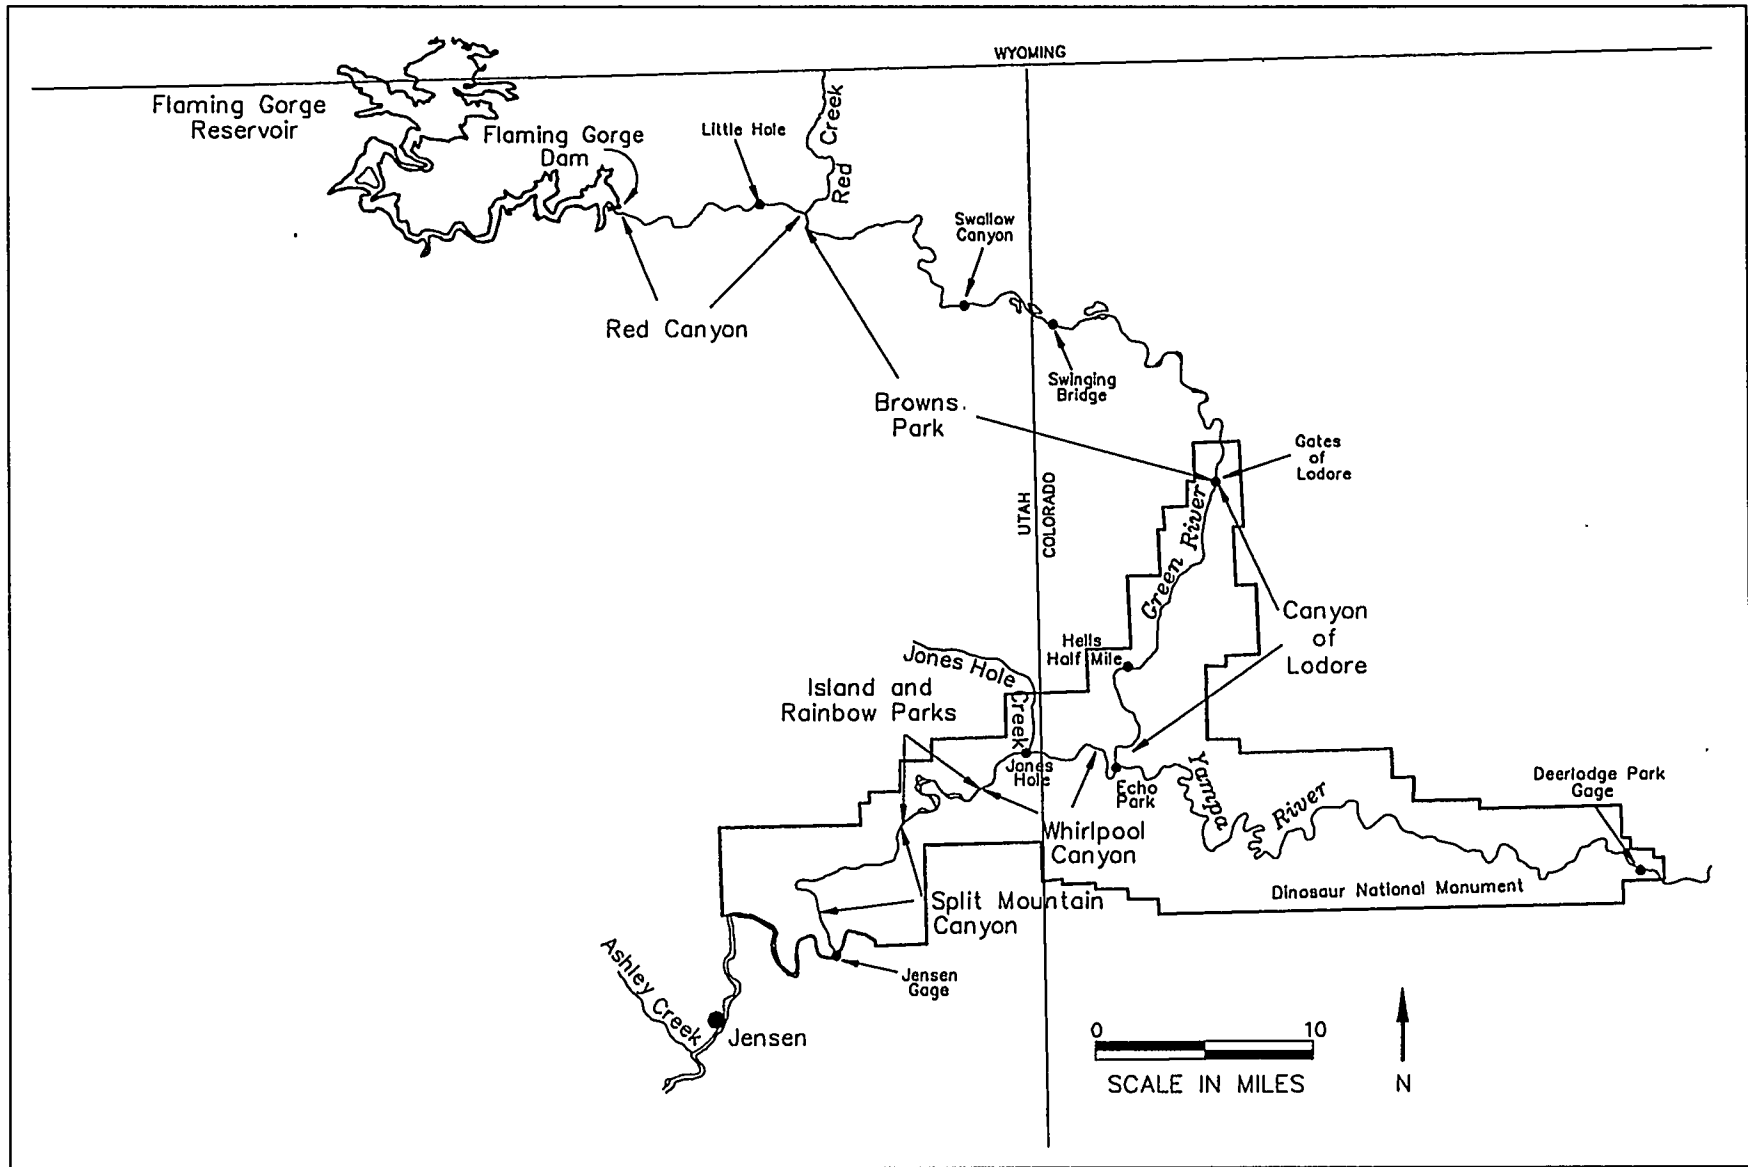 WYOMING
Flaming Gorge
Reservoir
Flaming Gorge
Dam
Little Hole
Red Creek
Swallow
Canyon
Red Canyon
Swinging
Bridge
Browns
Park
Gates
of
Lodore
UTAH
COLORADO
Green River
Canyon
of
Lodore
Hells
Half Mile
Jones Hole Creek
Island and
Rainbow Parks
Jones
Hole
Echo
Park
Yampa River
Deerlodge Park
Gage
Whirlpool
Canyon
Dinosaur National Monument
Split Mountain
Canyon
Jensen
Gage
Ashley Creek
Jensen
0 10
SCALE IN MILES
N